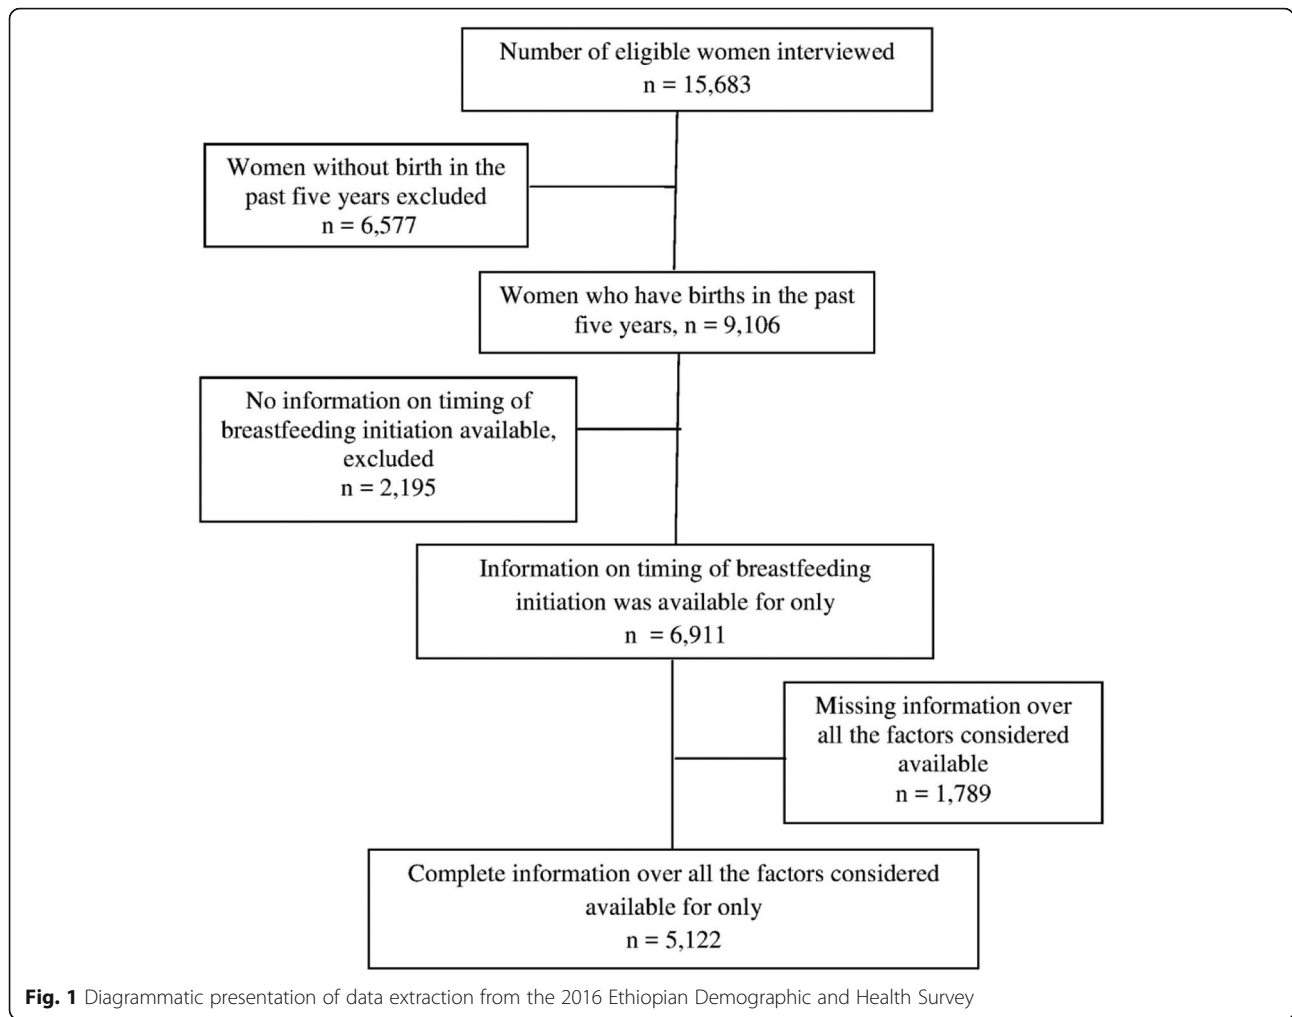 Number of eligible women interviewed
n = 15,683
Women without birth in the
past five years excluded
n = 6,577
Women who have births in the past
five years, n = 9,106
No information on timing of
breastfeeding initiation available,
excluded
n = 2,195
Information on timing of breastfeeding
initiation was available for only
n = 6,911
Missing information over
all the factors considered
available
n = 1,789
Complete information over all the factors considered
available for only
n = 5,122
Fig. 1 Diagrammatic presentation of data extraction from the 2016 Ethiopian Demographic and Health Survey